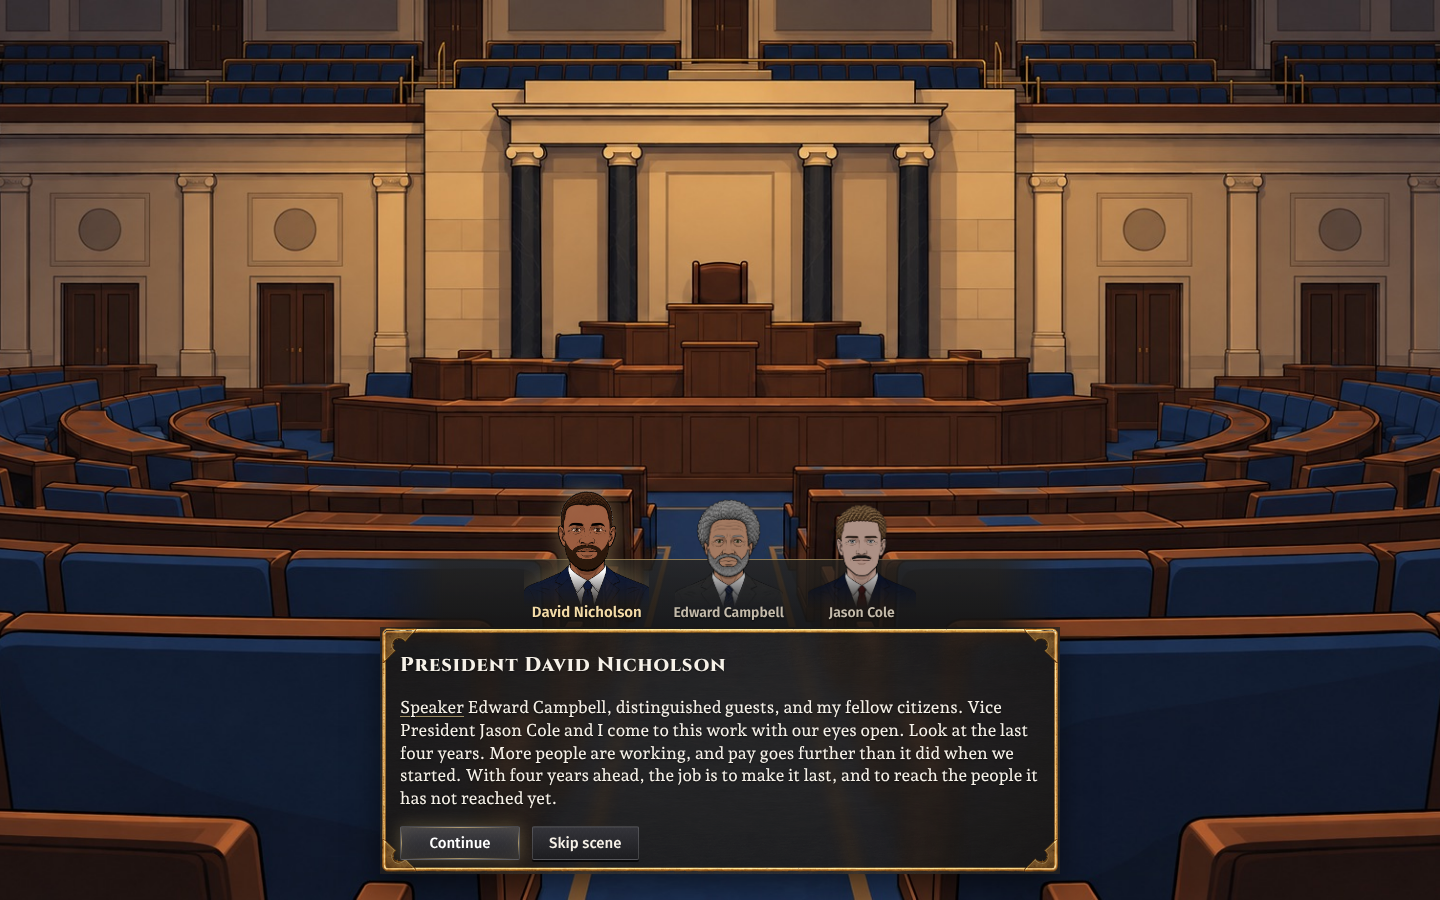 David Nicholson
Edward Campbell
Jason Cole
President David Nicholson
Speaker Edward Campbell, distinguished guests, and my fellow citizens. Vice
President Jason Cole and I come to this work with our eyes open. Look at the last
four years. More people are working, and pay goes further than it did when we
started. With four years ahead, the job is to make it last, and to reach the people it
has not reached yet.
Continue
Skip scene